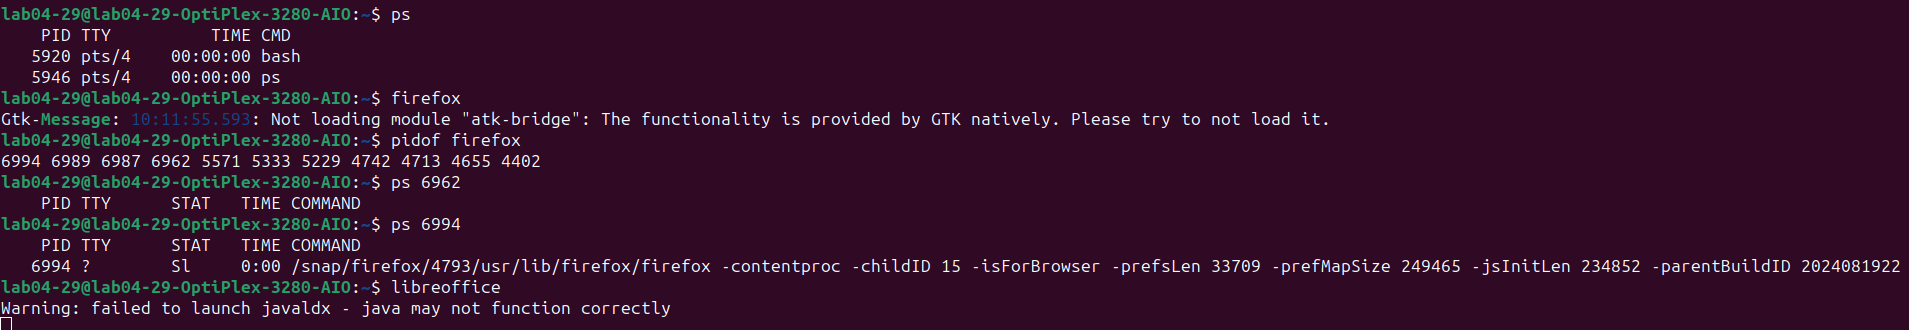 lab04-29@lab04-29-OptiPlex-3280-AIO:~$ ps
    PID TTY          TIME CMD
   5920 pts/4    00:00:00 bash
   5946 pts/4    00:00:00 ps
lab04-29@lab04-29-OptiPlex-3280-AIO:~$ firefox
Gtk-Message: 10:11:55.593: Not loading module "atk-bridge": The functionality is provided by GTK natively. Please try to not load it.
lab04-29@lab04-29-OptiPlex-3280-AIO:~$ pidof firefox
6994 6989 6987 6962 5571 5333 5229 4742 4713 4655 4402
lab04-29@lab04-29-OptiPlex-3280-AIO:~$ ps 6962
    PID TTY      STAT   TIME COMMAND
lab04-29@lab04-29-OptiPlex-3280-AIO:~$ ps 6994
    PID TTY      STAT   TIME COMMAND
   6994 ?        Sl     0:00 /snap/firefox/4793/usr/lib/firefox/firefox -contentproc -childID 15 -isForBrowser -prefsLen 33709 -prefMapSize 249465 -jsInitLen 234852 -parentBuildID 2024081922
lab04-29@lab04-29-OptiPlex-3280-AIO:~$ libreoffice
Warning: failed to launch javaldx - java may not function correctly